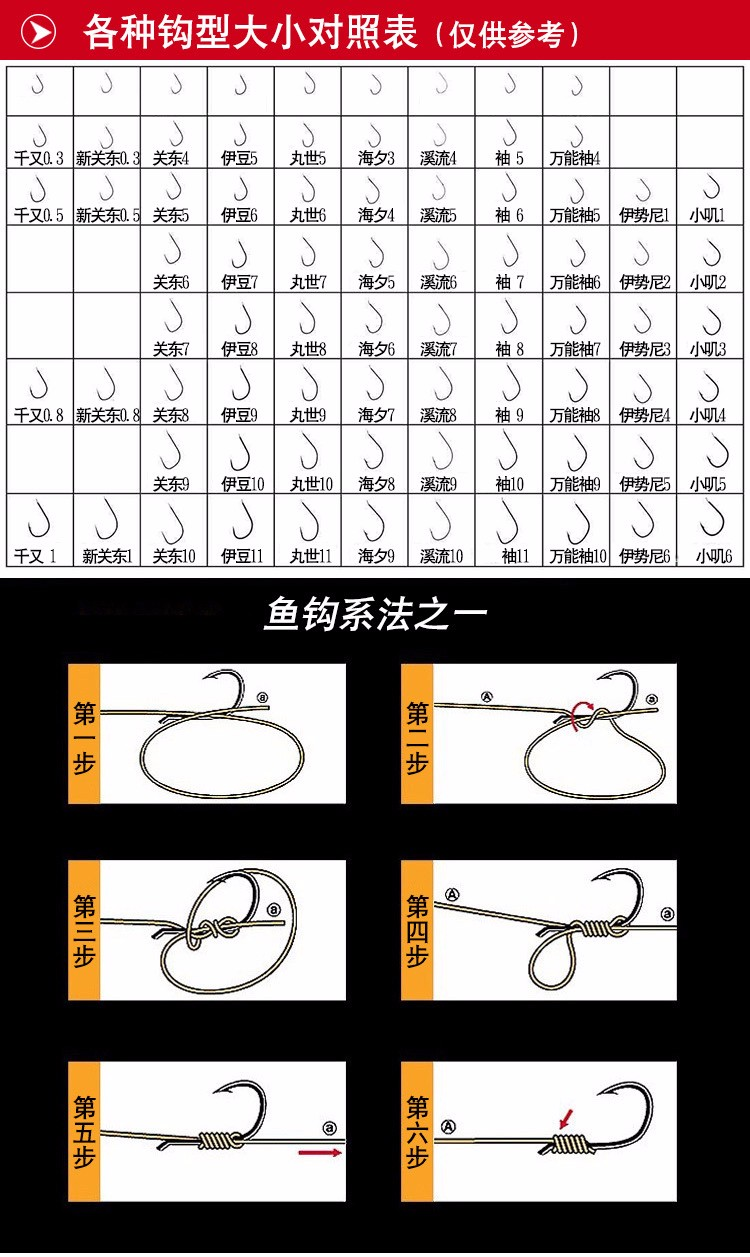 各种钩型大小对照表（仅供参考）
千又0.3 新关东0.3 关东4 伊豆5 丸世5 海夕3 溪流4 袖 5 万能袖4
千又0.5 新关东0.5 关东5 伊豆6 丸世6 海夕4 溪流5 袖 6 万能袖5 伊势尼1 小叽1
关东6 伊豆7 丸世7 海夕5 溪流6 袖 7 万能袖6 伊势尼2 小叽2
关东7 伊豆8 丸世8 海夕6 溪流7 袖 8 万能袖7 伊势尼3 小叽3
千又0.8 新关东0.8 关东8 伊豆9 丸世9 海夕7 溪流8 袖 9 万能袖8 伊势尼4 小叽4
关东9 伊豆10 丸世10 海夕8 溪流9 袖10 万能袖9 伊势尼5 小叽5
千又 1 新关东1 关东10 伊豆11 丸世11 海夕9 溪流10 袖11 万能袖10 伊势尼6 小叽6
鱼钩系法之一
第一步 ⓐ
第二步 Ⓐ ⓐ
第三步 ⓐ
第四步 Ⓐ ⓐ
第五步 ⓐ
第六步 Ⓐ